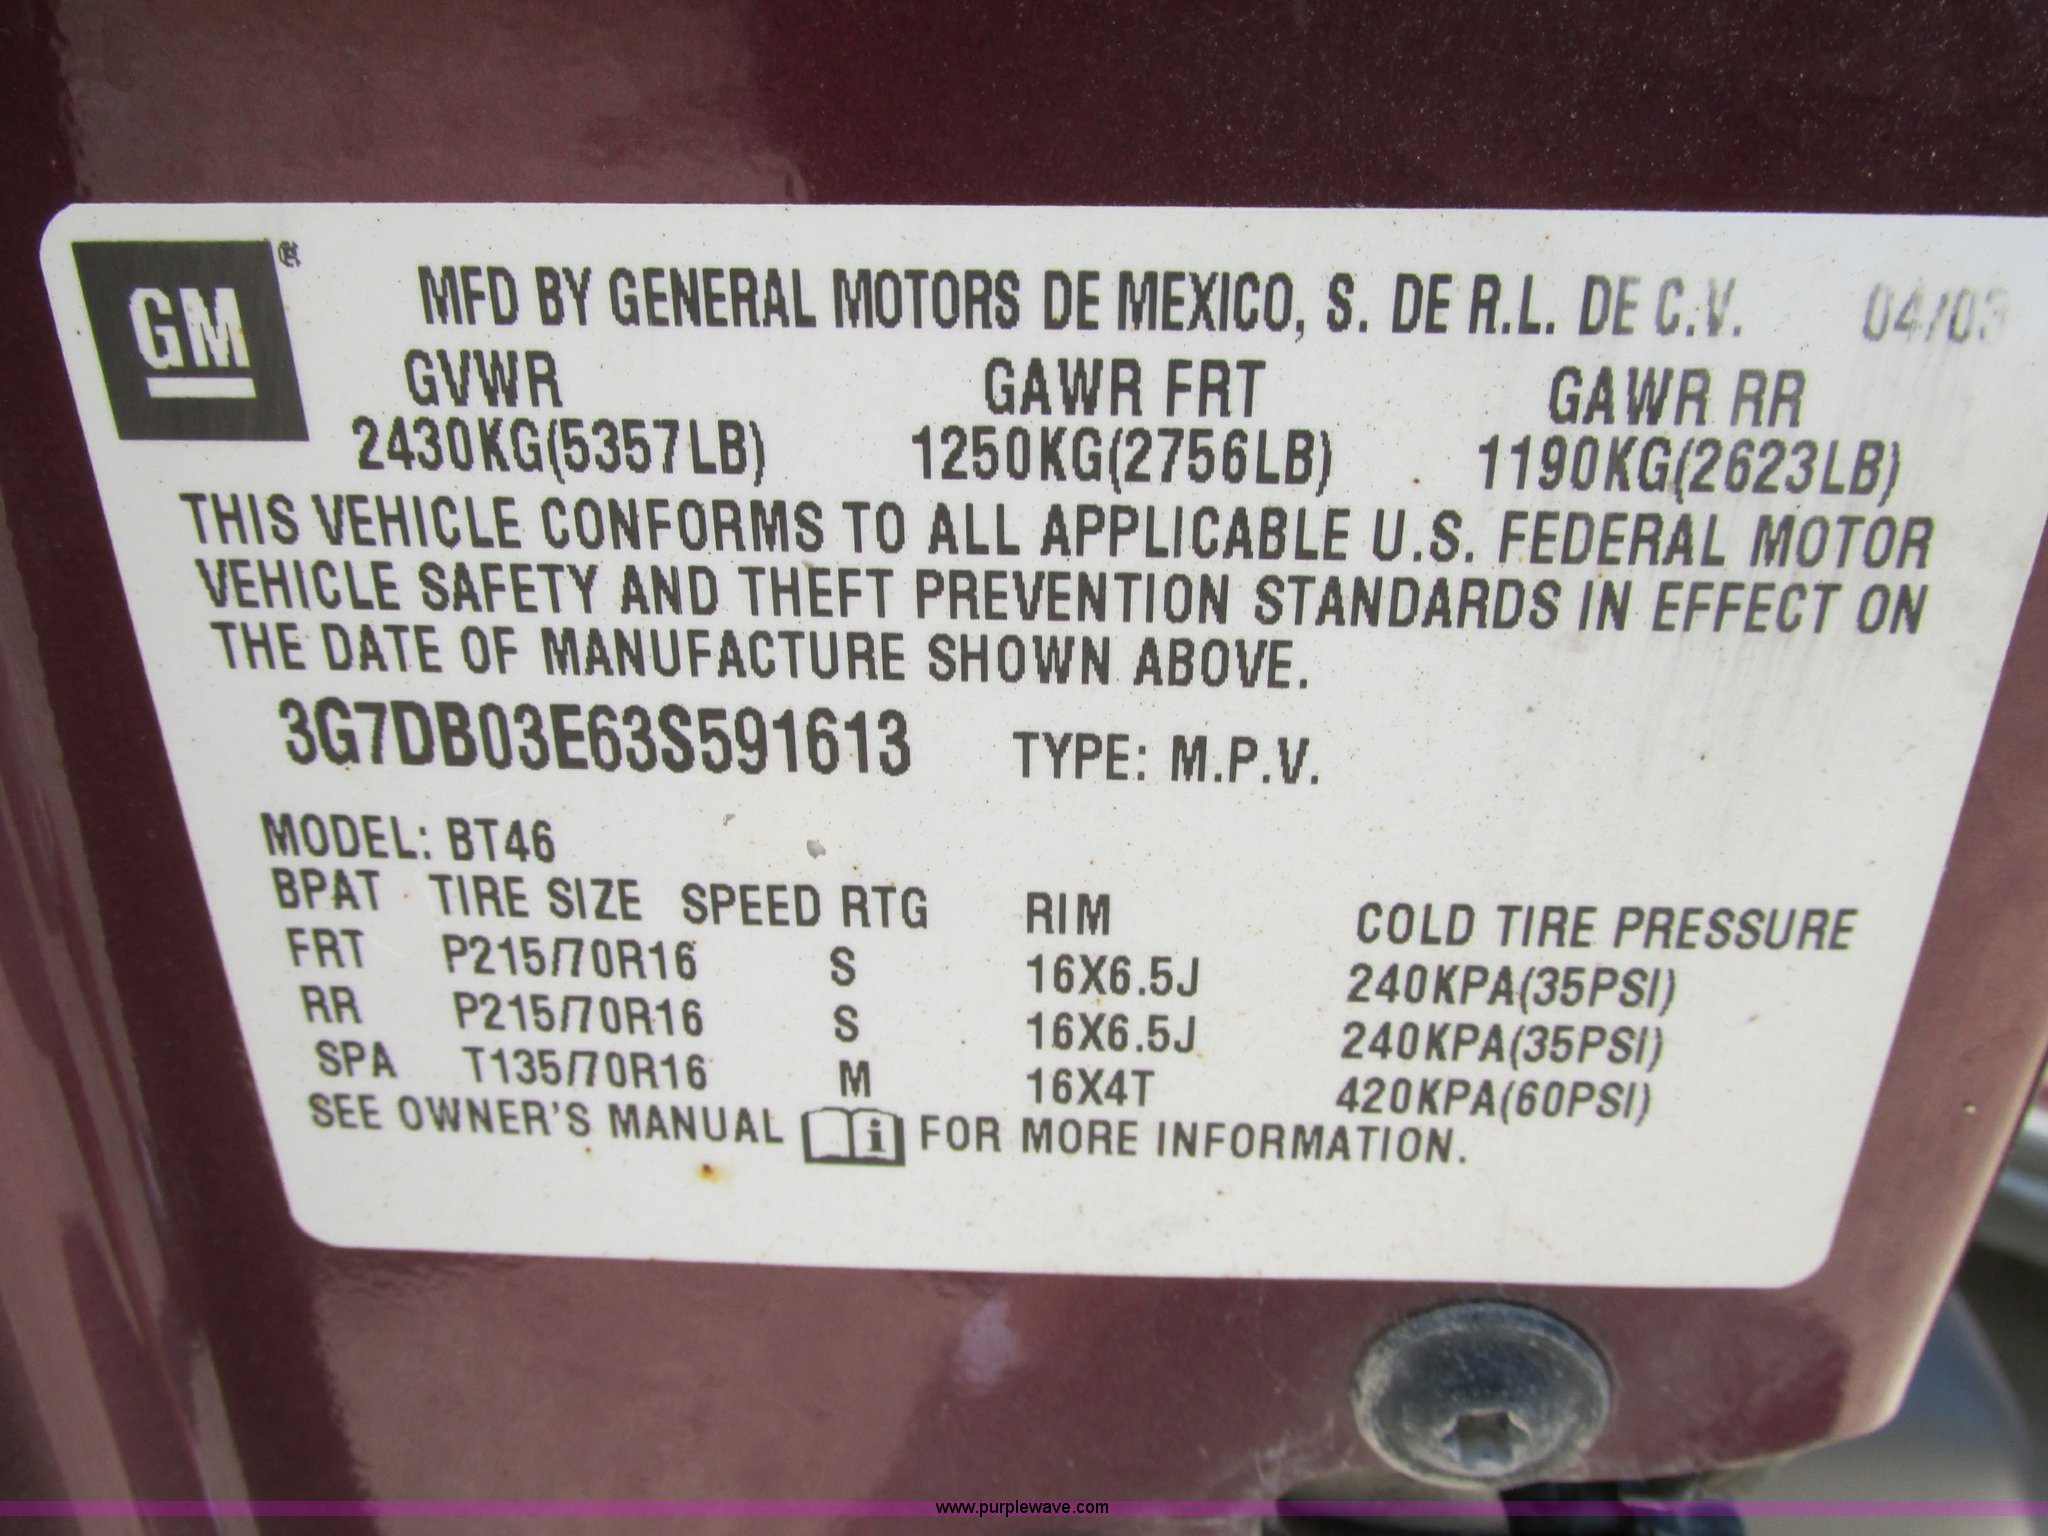 GM ®
MFD BY GENERAL MOTORS DE MEXICO, S. DE R.L. DE C.V. 04/03
GVWR GAWR FRT GAWR RR
2430KG(5357LB) 1250KG(2756LB) 1190KG(2623LB)
THIS VEHICLE CONFORMS TO ALL APPLICABLE U.S. FEDERAL MOTOR
VEHICLE SAFETY AND THEFT PREVENTION STANDARDS IN EFFECT ON
THE DATE OF MANUFACTURE SHOWN ABOVE.
3G7DB03E63S591613 TYPE: M.P.V.
MODEL: BT46
BPAT TIRE SIZE SPEED RTG RIM COLD TIRE PRESSURE
FRT P215/70R16 S 16X6.5J 240KPA(35PSI)
RR P215/70R16 S 16X6.5J 240KPA(35PSI)
SPA T135/70R16 M 16X4T 420KPA(60PSI)
SEE OWNER'S MANUAL i FOR MORE INFORMATION.
www.purplewave.com